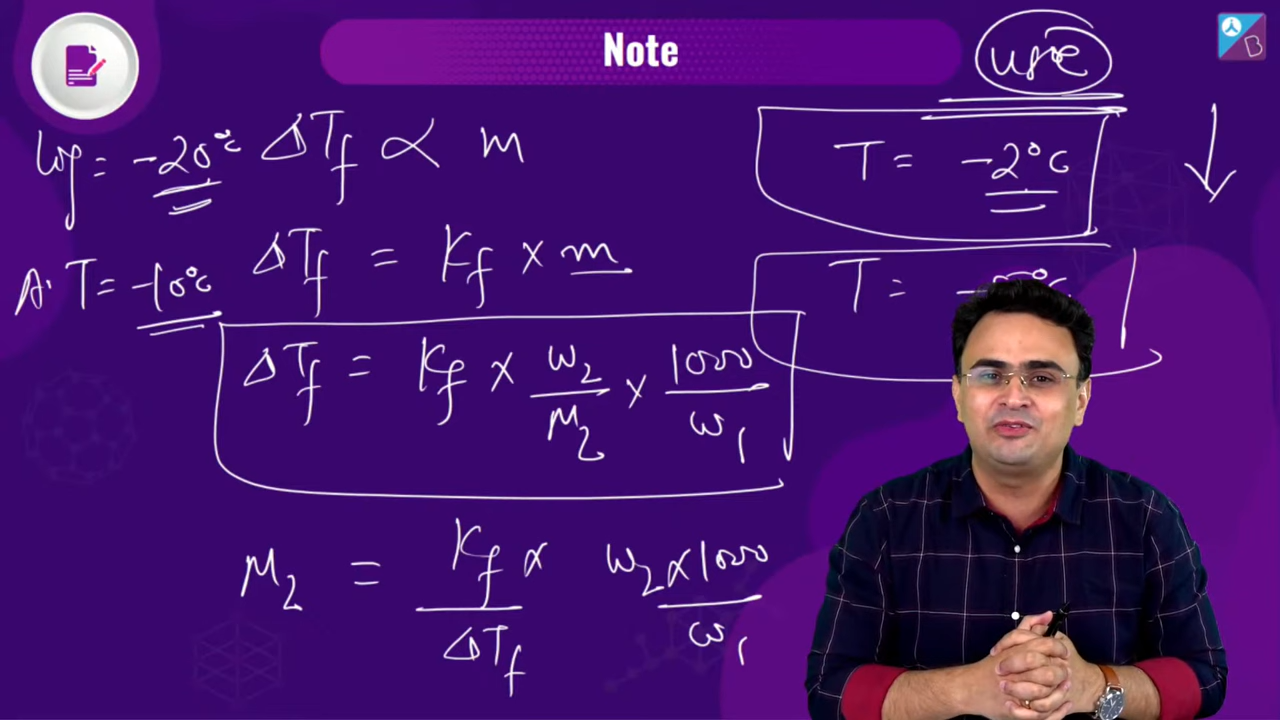 Note
use
log = -20°C
ΔTf ∝ m
T = -2°C
A. T = -10°C
ΔTf = Kf × m
T =
ΔTf = Kf × w2/M2 × 1000/w1
M2 = Kf ×/ΔTf w2 × 1000/w1
B